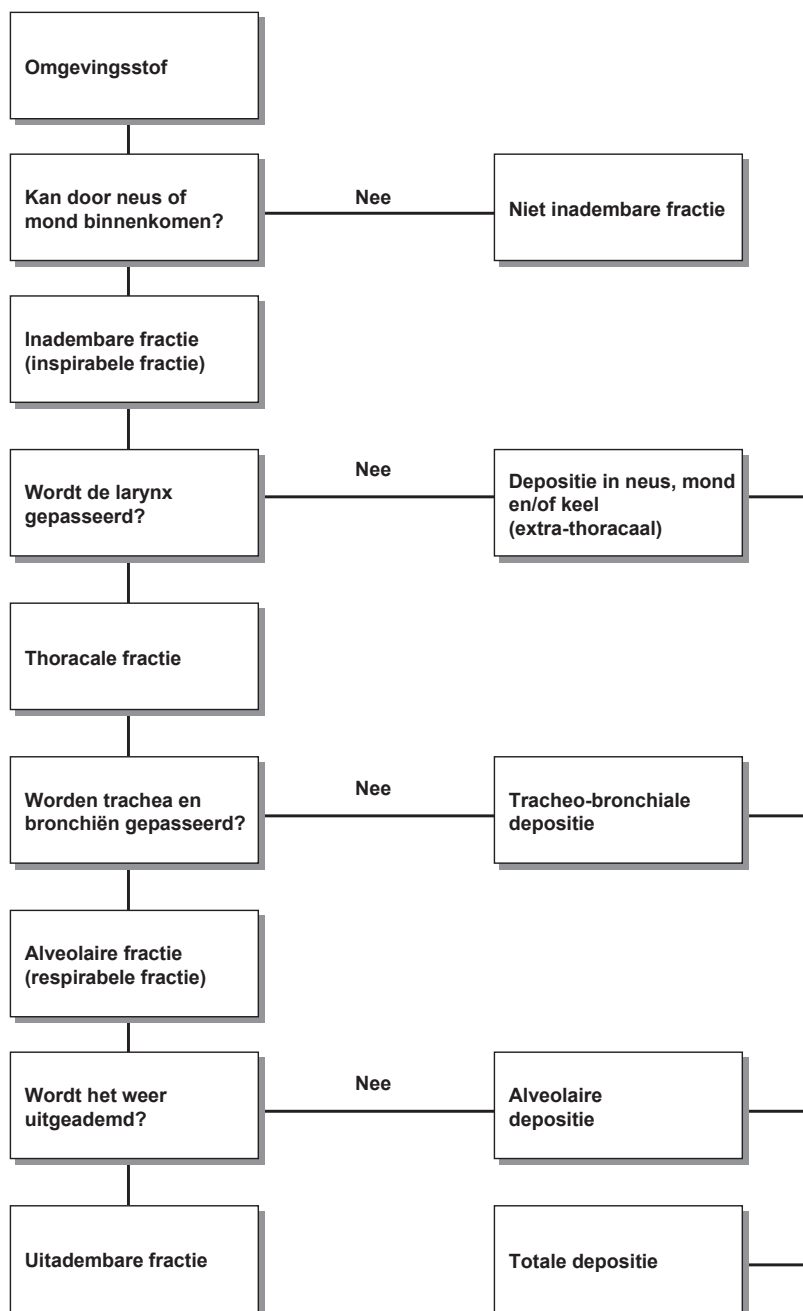 Omgevingsstof
Kan door neus of
mond binnenkomen?
Nee
Niet inadembare fractie
Inadembare fractie
(inspirabele fractie)
Wordt de larynx
gepasseerd?
Nee
Depositie in neus, mond
en/of keel
(extra-thoracaal)
Thoracale fractie
Worden trachea en
bronchiën gepasseerd?
Nee
Tracheo-bronchiale
depositie
Alveolaire fractie
(respirabele fractie)
Wordt het weer
uitgeademd?
Nee
Alveolaire
depositie
Uitadembare fractie
Totale depositie